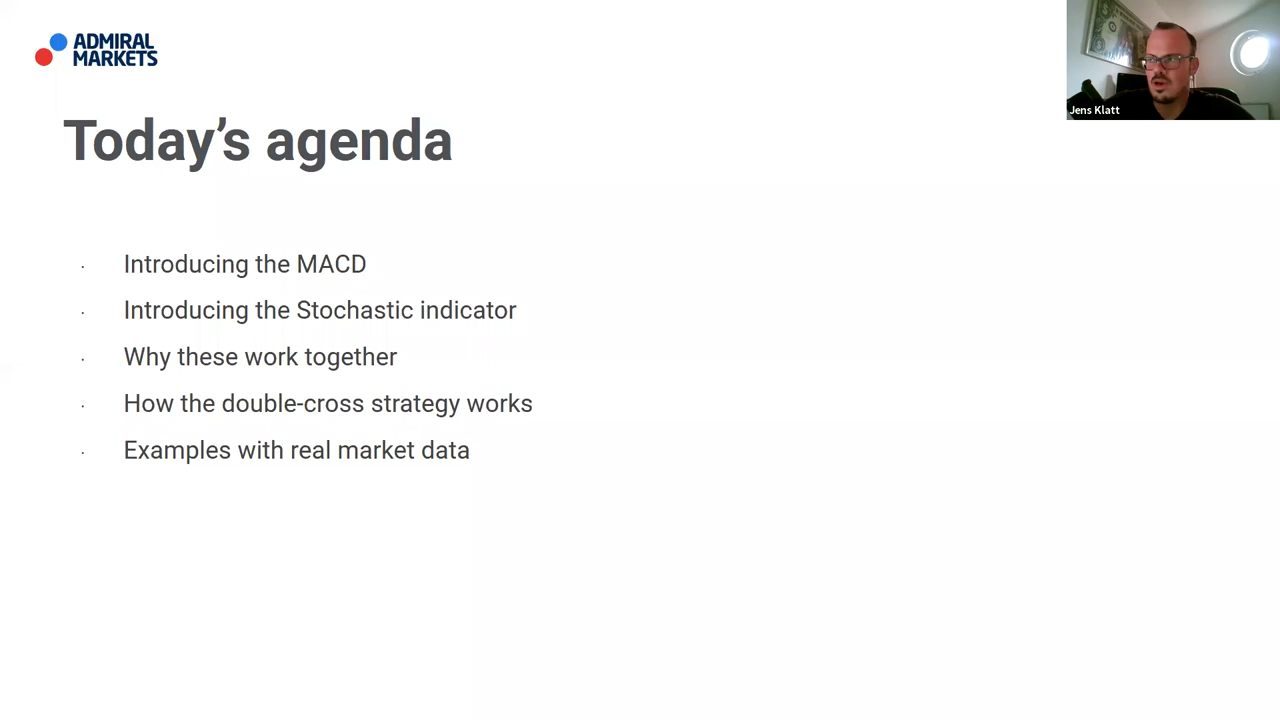 ADMIRAL
MARKETS
Jens Klatt
Today's agenda
· Introducing the MACD
· Introducing the Stochastic indicator
· Why these work together
· How the double-cross strategy works
· Examples with real market data